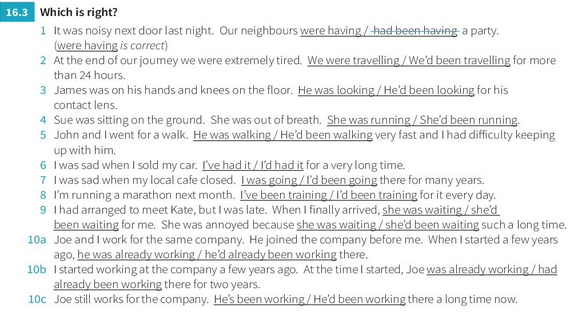 16.3 Which is right?
1 It was noisy next door last night. Our neighbours were having / had been having a party.
(were having is correct)
2 At the end of our journey we were extremely tired. We were travelling / We'd been travelling for more
than 24 hours.
3 James was on his hands and knees on the floor. He was looking / He'd been looking for his
contact lens.
4 Sue was sitting on the ground. She was out of breath. She was running / She'd been running.
5 John and I went for a walk. He was walking / He'd been walking very fast and I had difficulty keeping
up with him.
6 I was sad when I sold my car. I've had it / I'd had it for a very long time.
7 I was sad when my local cafe closed. I was going / I'd been going there for many years.
8 I'm running a marathon next month. I've been training / I'd been training for it every day.
9 I had arranged to meet Kate, but I was late. When I finally arrived, she was waiting / she'd
been waiting for me. She was annoyed because she was waiting / she'd been waiting such a long time.
10a Joe and I work for the same company. He joined the company before me. When I started a few years
ago, he was already working / he'd already been working there.
10b I started working at the company a few years ago. At the time I started, Joe was already working / had
already been working there for two years.
10c Joe still works for the company. He's been working / He'd been working there a long time now.